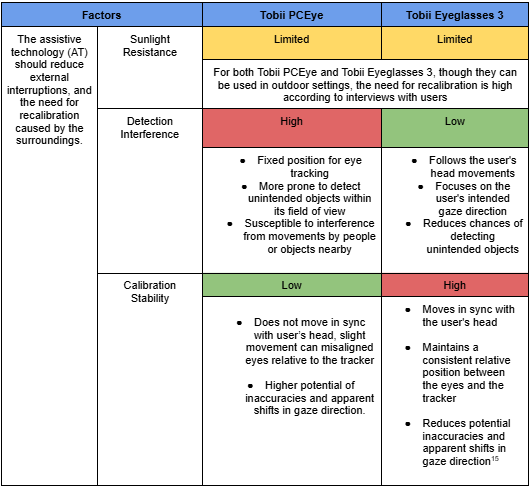 Factors
Tobii PCEye
Tobii Eyeglasses 3
The assistive
technology (AT)
should reduce
external
interruptions, and
the need for
recalibration
caused by the
surroundings.
Sunlight
Resistance
Limited
Limited
For both Tobii PCEye and Tobii Eyeglasses 3, though they can
be used in outdoor settings, the need for recalibration is high
according to interviews with users
Detection
Interference
High
Low
● Fixed position for eye
tracking
● More prone to detect
unintended objects within
its field of view
● Susceptible to interference
from movements by people
or objects nearby
● Follows the user's
head movements
● Focuses on the
user's intended
gaze direction
● Reduces chances of
detecting
unintended objects
Calibration
Stability
Low
High
● Does not move in sync
with user's head, slight
movement can misaligned
eyes relative to the tracker
● Higher potential of
inaccuracies and apparent
shifts in gaze direction.
● Moves in sync with
the user's head
● Maintains a
consistent relative
position between
the eyes and the
tracker
● Reduces potential
inaccuracies and
apparent shifts in
gaze direction¹⁵